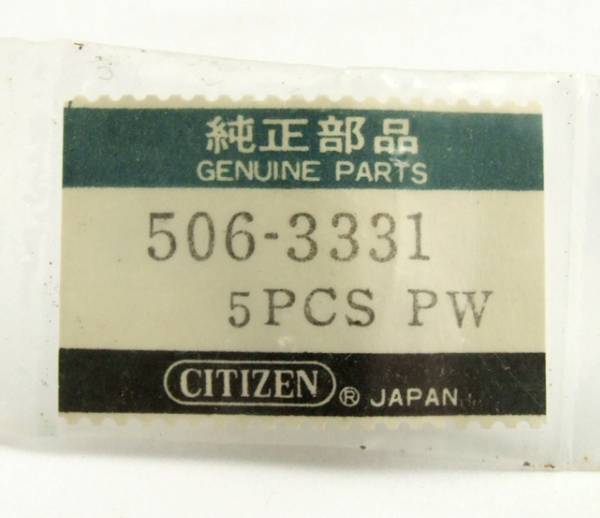 純正部品
GENUINE PARTS
506-3331
5PCS PW
CITIZEN ® JAPAN